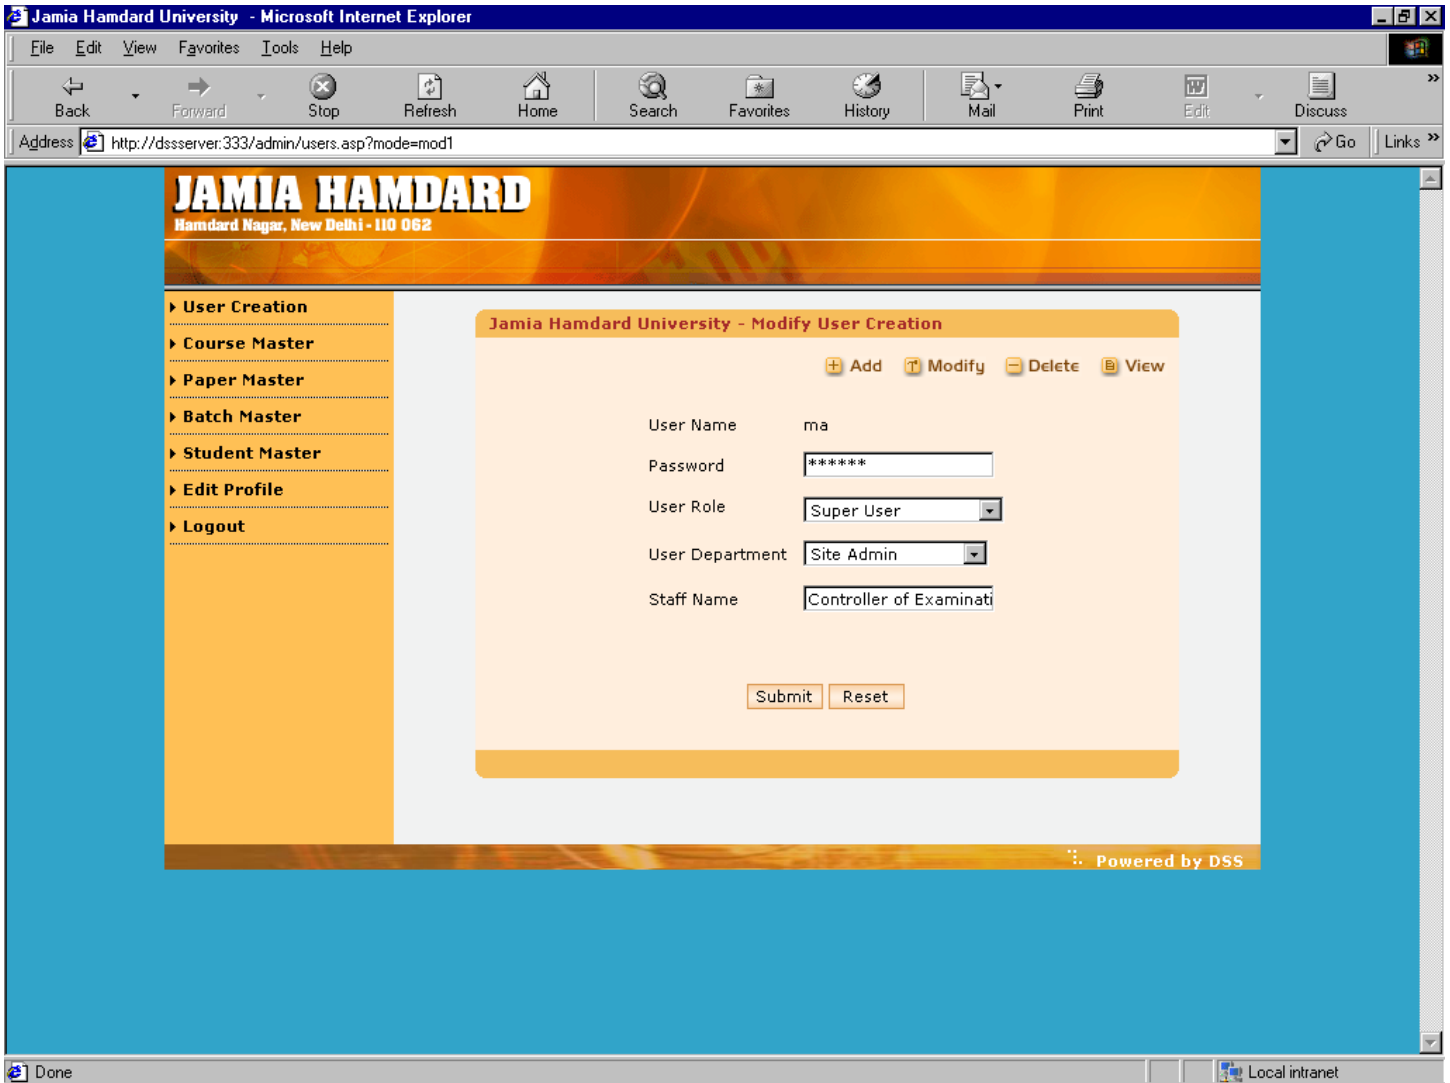 Jamia Hamdard University - Microsoft Internet Explorer
File Edit View Favorites Tools Help
Back Forward Stop Refresh Home Search Favorites History Mail Print Edit Discuss »
Address http://dssserver:333/admin/users.asp?mode=mod1 Go Links »
JAMIA HAMDARD
Hamdard Nagar, New Delhi - 110 062
User Creation
Course Master
Paper Master
Batch Master
Student Master
Edit Profile
Logout
Jamia Hamdard University - Modify User Creation
Add Modify Delete View
User Name ma
Password ******
User Role Super User
User Department Site Admin
Staff Name Controller of Examinati
Submit Reset
Powered by DSS
Done Local intranet